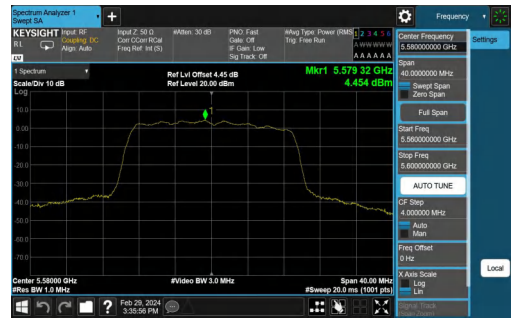 Spectrum Analyzer 1
Swept SA
Frequency
KEYSIGHT
RL
Input: RF
Coupling: DC
Align: Auto
Input Z: 50 Ω
Corr CCorr RCal
Freq Ref: Int (S)
#Atten: 30 dB
PNO: Fast
Gate: Off
IF Gain: Low
Sig Track: Off
#Avg Type: Power (RMS
Trig: Free Run
1 2 3 4 5 6
A W W W W W
A A A A A A
LV
1 Spectrum
Scale/Div 10 dB
Ref Lvl Offset 4.45 dB
Ref Level 20.00 dBm
Mkr1 5.579 32 GHz
4.454 dBm
Log
1
10.0
0.00
-10.0
-20.0
-30.0
-40.0
-50.0
-60.0
-70.0
Center 5.58000 GHz
#Res BW 1.0 MHz
#Video BW 3.0 MHz
Span 40.00 MHz
#Sweep 20.0 ms (1001 pts)
Center Frequency
5.580000000 GHz
Settings
Span
40.0000000 MHz
Swept Span
Zero Span
Full Span
Start Freq
5.560000000 GHz
Stop Freq
5.600000000 GHz
AUTO TUNE
CF Step
4.000000 MHz
Auto
Man
Freq Offset
0 Hz
X Axis Scale
Log
Lin
Local
Signal Track
?
Feb 29, 2024
3:35:56 PM